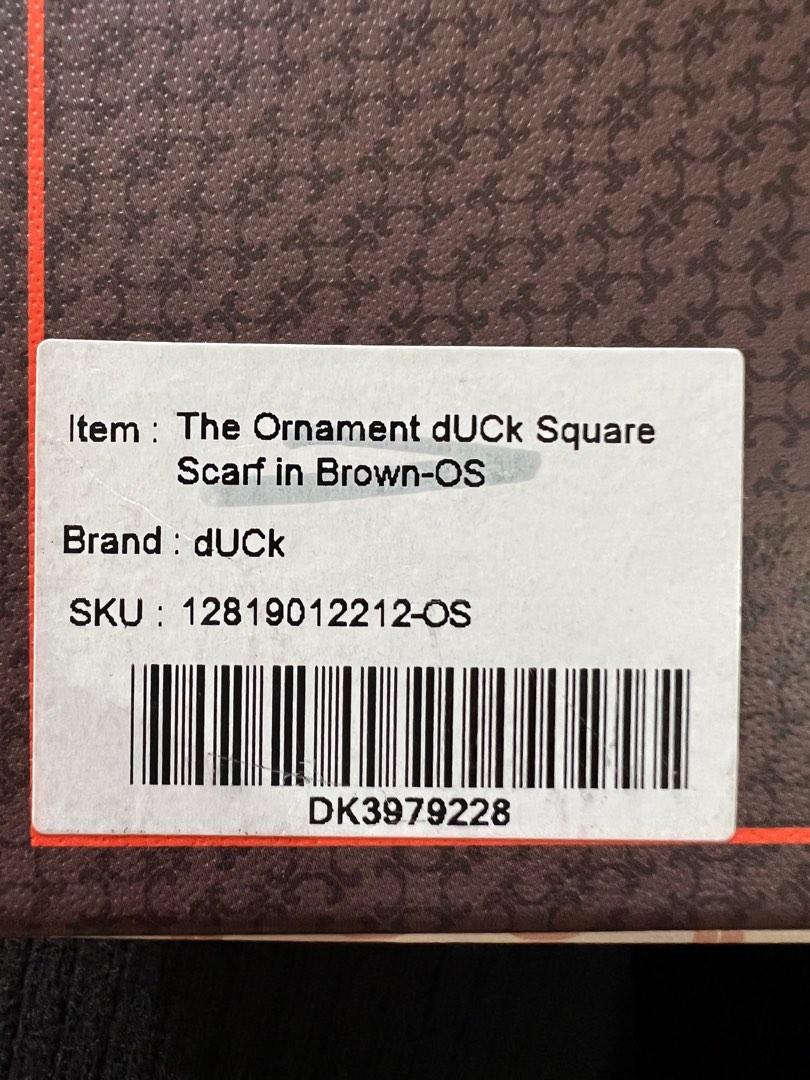 Item : The Ornament dUCk Square
Scarf in Brown-OS
Brand : dUCk
SKU : 12819012212-OS
DK3979228